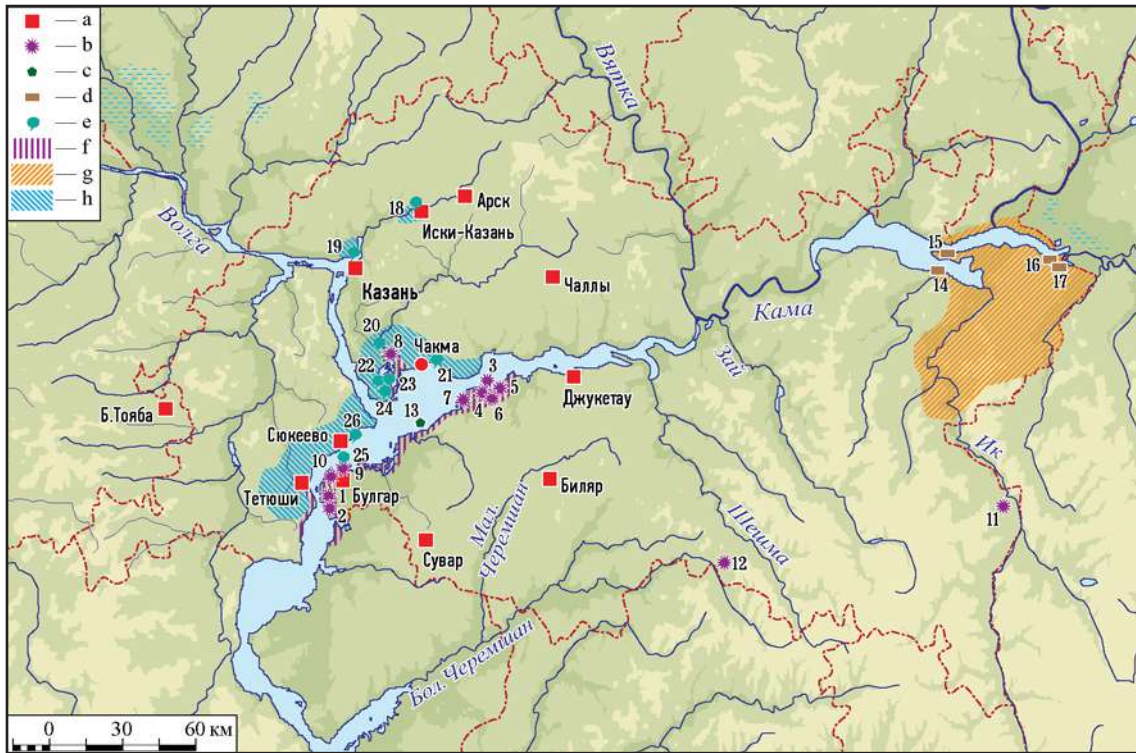 — a
— b
— c
— d
— e
— f
— g
— h
Вятка
Волга
18
Арск
Иски-Казань
19
Казань
Чаллы
Кама
15
14
16
17
20
8
Чакма
21
22
23
24
3
5
7
4
6
Джукетау
Зай
Б.Тояба
13
26
Сюкеево
25
10
9
Тетюши
1
Булгар
2
Биляр
Мал.
Черемшан
Сувар
Шешма
12
Ик
11
Бол. Черемшан
0 30 60 км